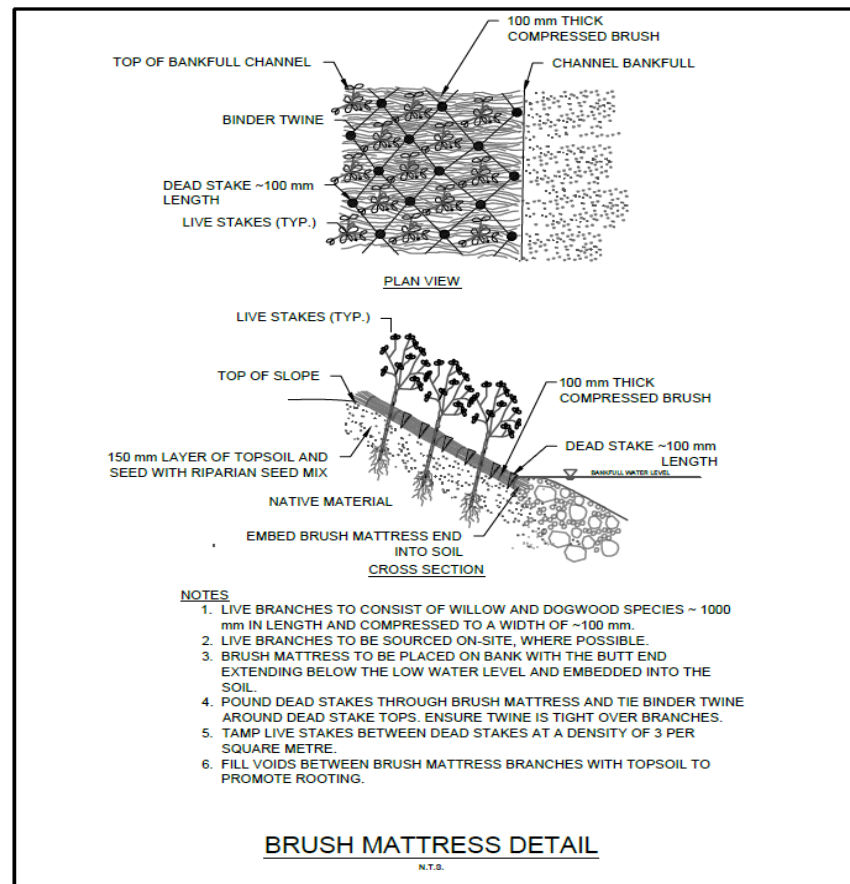 100 mm THICK
COMPRESSED BRUSH
TOP OF BANKFULL CHANNEL
CHANNEL BANKFULL
BINDER TWINE
DEAD STAKE ~100 mm
LENGTH
LIVE STAKES (TYP.)
PLAN VIEW
LIVE STAKES (TYP.)
TOP OF SLOPE
100 mm THICK
COMPRESSED BRUSH
150 mm LAYER OF TOPSOIL AND
SEED WITH RIPARIAN SEED MIX
DEAD STAKE ~100 mm
LENGTH
BANKFULL WATER LEVEL
NATIVE MATERIAL
EMBED BRUSH MATTRESS END
INTO SOIL
CROSS SECTION
NOTES
1. LIVE BRANCHES TO CONSIST OF WILLOW AND DOGWOOD SPECIES ~ 1000
mm IN LENGTH AND COMPRESSED TO A WIDTH OF ~100 mm.
2. LIVE BRANCHES TO BE SOURCED ON-SITE, WHERE POSSIBLE.
3. BRUSH MATTRESS TO BE PLACED ON BANK WITH THE BUTT END
EXTENDING BELOW THE LOW WATER LEVEL AND EMBEDDED INTO THE
SOIL.
4. POUND DEAD STAKES THROUGH BRUSH MATTRESS AND TIE BINDER TWINE
AROUND DEAD STAKE TOPS. ENSURE TWINE IS TIGHT OVER BRANCHES.
5. TAMP LIVE STAKES BETWEEN DEAD STAKES AT A DENSITY OF 3 PER
SQUARE METRE.
6. FILL VOIDS BETWEEN BRUSH MATTRESS BRANCHES WITH TOPSOIL TO
PROMOTE ROOTING.
BRUSH MATTRESS DETAIL
N.T.S.